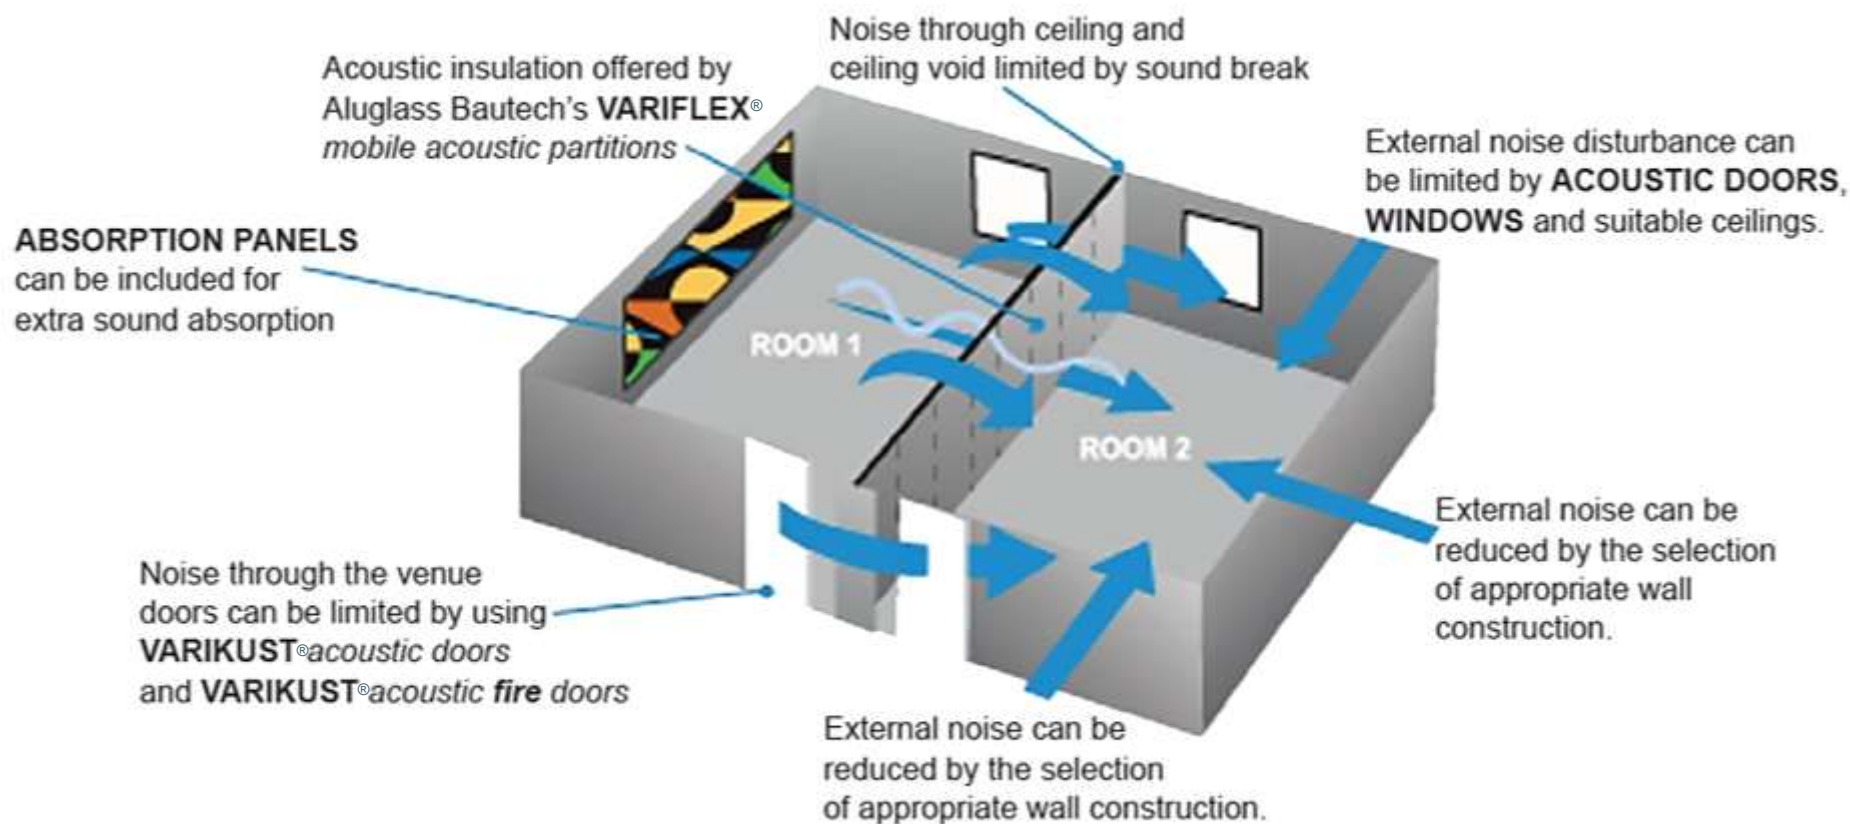 Noise through ceiling and
ceiling void limited by sound break
Acoustic insulation offered by
Aluglass Bautech's VARIFLEX®
mobile acoustic partitions
External noise disturbance can
be limited by ACOUSTIC DOORS,
WINDOWS and suitable ceilings.
ABSORPTION PANELS
can be included for
extra sound absorption
ROOM 1
ROOM 2
External noise can be
reduced by the selection
of appropriate wall
construction.
Noise through the venue
doors can be limited by using
VARIKUST® acoustic doors
and VARIKUST® acoustic fire doors
External noise can be
reduced by the selection
of appropriate wall construction.